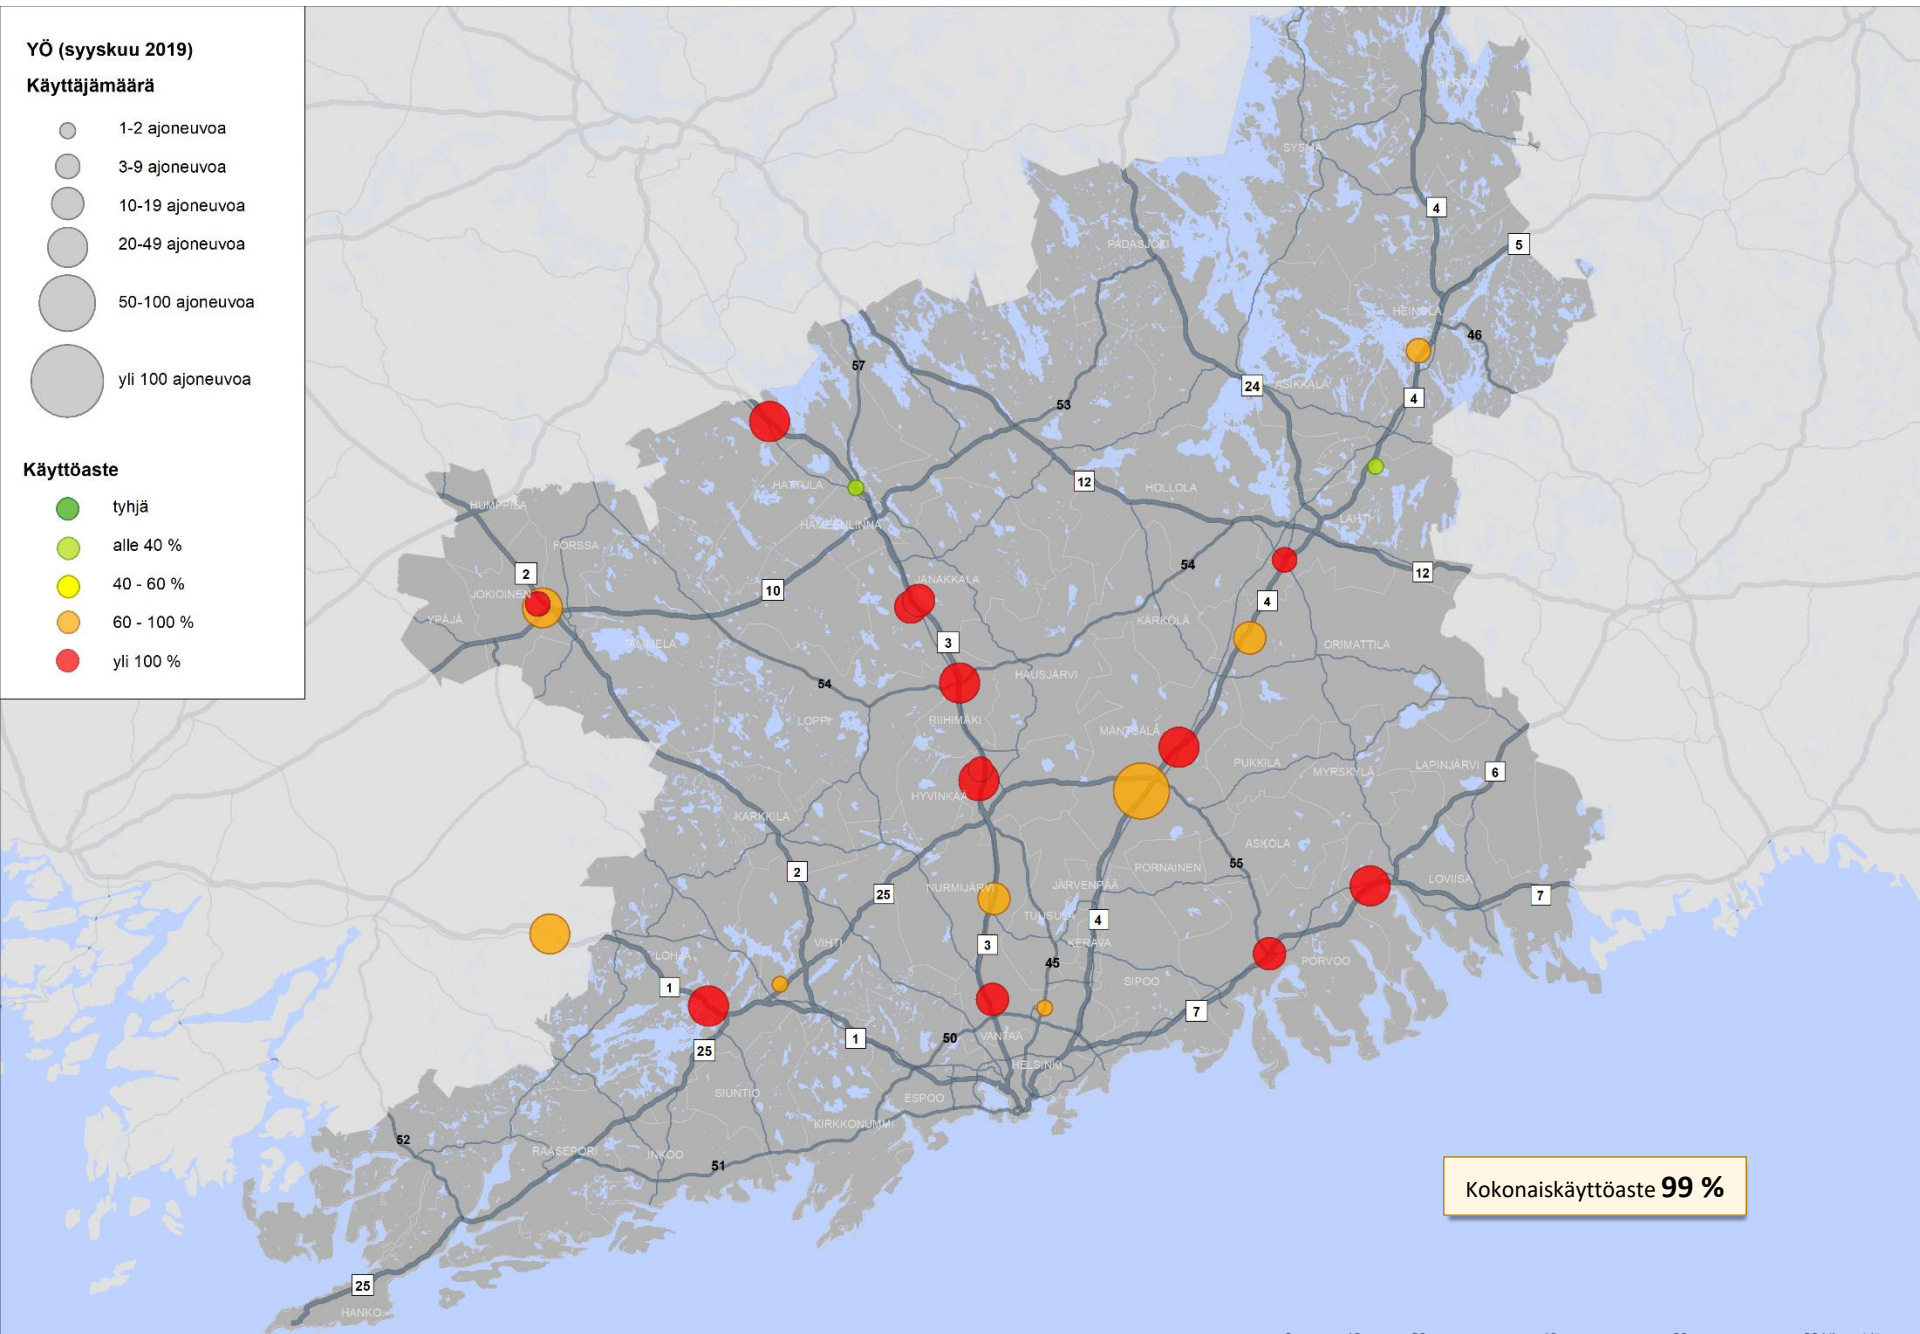 YÖ (syyskuu 2019)
Käyttäjämäärä
1-2 ajoneuvoa
3-9 ajoneuvoa
10-19 ajoneuvoa
20-49 ajoneuvoa
50-100 ajoneuvoa
yli 100 ajoneuvoa
Käyttöaste
tyhjä
alle 40 %
40 - 60 %
60 - 100 %
yli 100 %
HARTOLA
SYSMÄ
4
5
PADASJOKI
HEINOLA
46
57
24
ASIKKALA
4
53
12
HOLLOLA
HATTULA
HUMPPILA
HÄMEENLINNA
LAHTI
FORSSA
54
12
2
JOKIOINEN
10
JANAKKALA
4
YPÄJÄ
KÄRKÖLÄ
TAMMELA
3
ORIMATTILA
HAUSJÄRVI
54
LOPPI
RIIHIMÄKI
MÄNTSÄLÄ
PUKKILA
MYRSKYLÄ
LAPINJÄRVI
6
HYVINKÄÄ
KARKKILA
ASKOLA
2
PORNAINEN
55
25
NURMIJÄRVI
JÄRVENPÄÄ
LOVIISA
7
TUUSULA
4
VIHTI
3
KERAVA
LOHJA
45
PORVOO
1
SIPOO
7
25
1
50
VANTAA
HELSINKI
SIUNTIO
ESPOO
KIRKKONUMMI
52
RAASEPORI
INKOO
51
Kokonaiskäyttöaste 99 %
25
HANKO